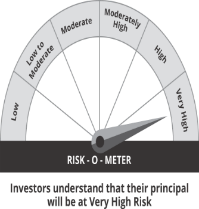 Low
Low to
Moderate
Moderate
Moderately
High
High
Very High
RISK - O - METER
Investors understand that their principal
will be at Very High Risk